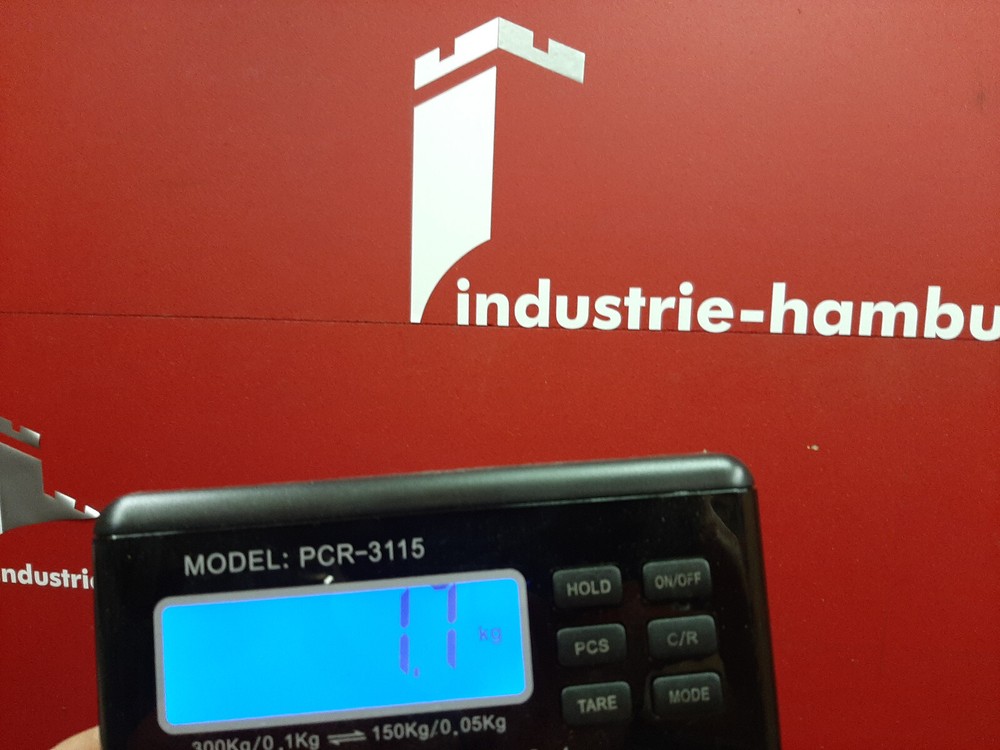 industrie-hambu
ndustrie
MODEL: PCR-3115
HOLD
ON/OFF
1.7 kg
PCS
C/R
TARE
MODE
300Kg/0.1Kg ⇌ 150Kg/0.05Kg